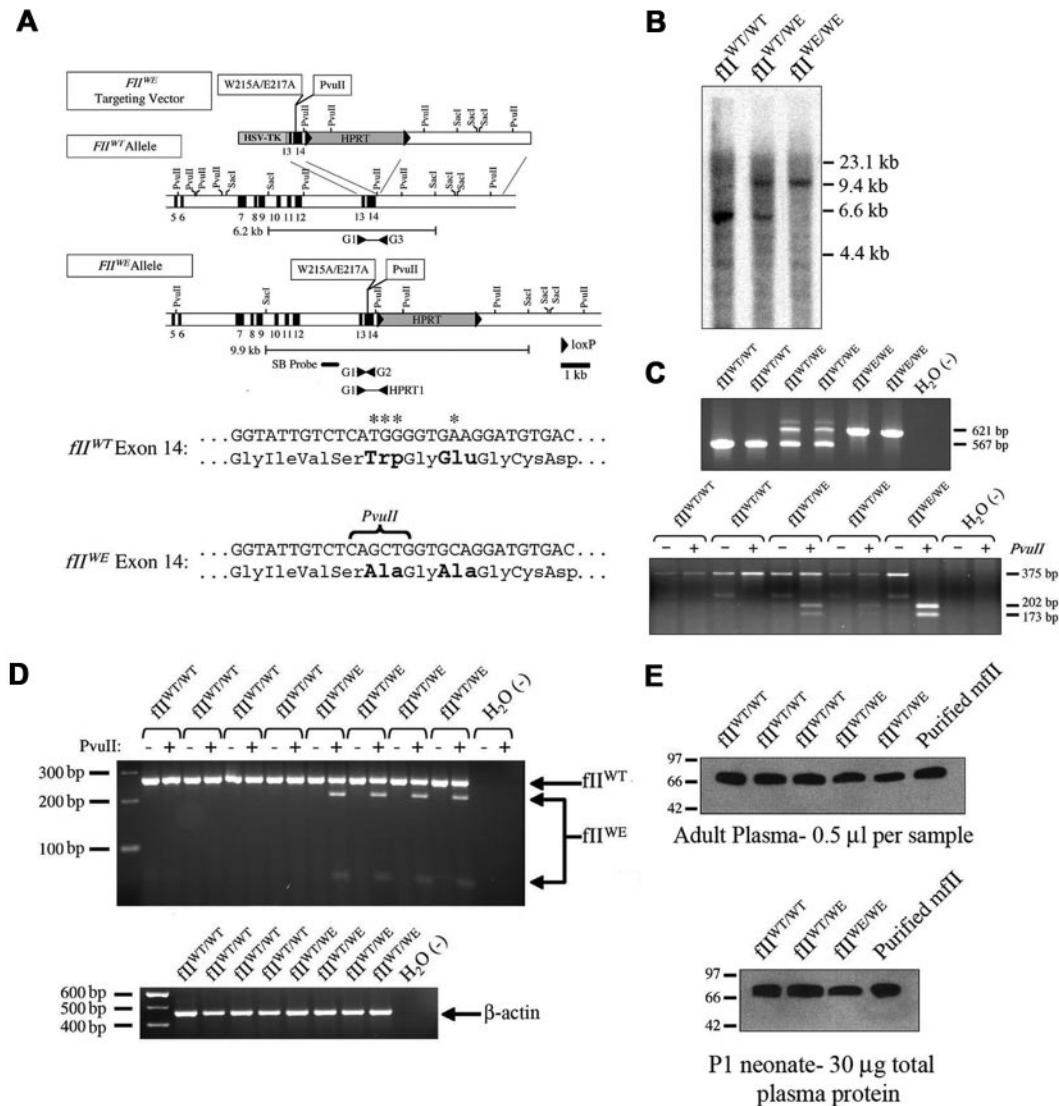 A
FII^WE
Targeting Vector
W215A/E217A
PvuII
PvuII
PvuII
SacI
SacI
SacI
PvuII
HSV-TK
HPRT
13 14
FII^WT Allele
PvuII
PvuII
PvuII
PvuII
SacI
SacI
PvuII
PvuII
SacI
SacI
SacI
PvuII
5 6 7 8 9 10 11 12 13 14
6.2 kb
G1 G3
FII^WE Allele
W215A/E217A
PvuII
PvuII
SacI
PvuII
PvuII
PvuII
SacI
SacI
SacI
PvuII
HPRT
5 6 7 8 9 10 11 12 13 14
9.9 kb
loxP
1 kb
SB Probe
G1 G2
G1 HPRT1
*** *
fII^WT Exon 14:
...GGTATTGTCTCATGGGGTGAAGGATGTGAC...
...GlyIleValSerTrpGlyGluGlyCysAsp...
PvuII
fII^WE Exon 14:
...GGTATTGTCTCAGCTGGTGCAGGATGTGAC...
...GlyIleValSerAlaGlyAlaGlyCysAsp...
B
fII^WT/WT
fII^WT/WE
fII^WE/WE
23.1 kb
9.4 kb
6.6 kb
4.4 kb
C
fII^WT/WT
fII^WT/WT
fII^WT/WE
fII^WT/WE
fII^WE/WE
fII^WE/WE
H2O (-)
621 bp
567 bp
fII^WT/WT
fII^WT/WT
fII^WT/WE
fII^WT/WE
fII^WE/WE
H2O (-)
- + - + - + - + - + - + PvuII
375 bp
202 bp
173 bp
D
fII^WT/WT
fII^WT/WT
fII^WT/WT
fII^WT/WT
fII^WT/WE
fII^WT/WE
fII^WT/WE
fII^WT/WE
H2O (-)
PvuII: - + - + - + - + - + - + - + - + - +
300 bp
200 bp
100 bp
fII^WT
fII^WE
fII^WT/WT
fII^WT/WT
fII^WT/WT
fII^WT/WT
fII^WT/WE
fII^WT/WE
fII^WT/WE
fII^WT/WE
H2O (-)
600 bp
500 bp
400 bp
β-actin
E
fII^WT/WT
fII^WT/WT
fII^WT/WT
fII^WT/WE
fII^WT/WE
Purified mfII
97
66
42
Adult Plasma- 0.5 µl per sample
fII^WT/WT
fII^WT/WE
fII^WE/WE
Purified mfII
97
66
42
P1 neonate- 30 µg total
plasma protein